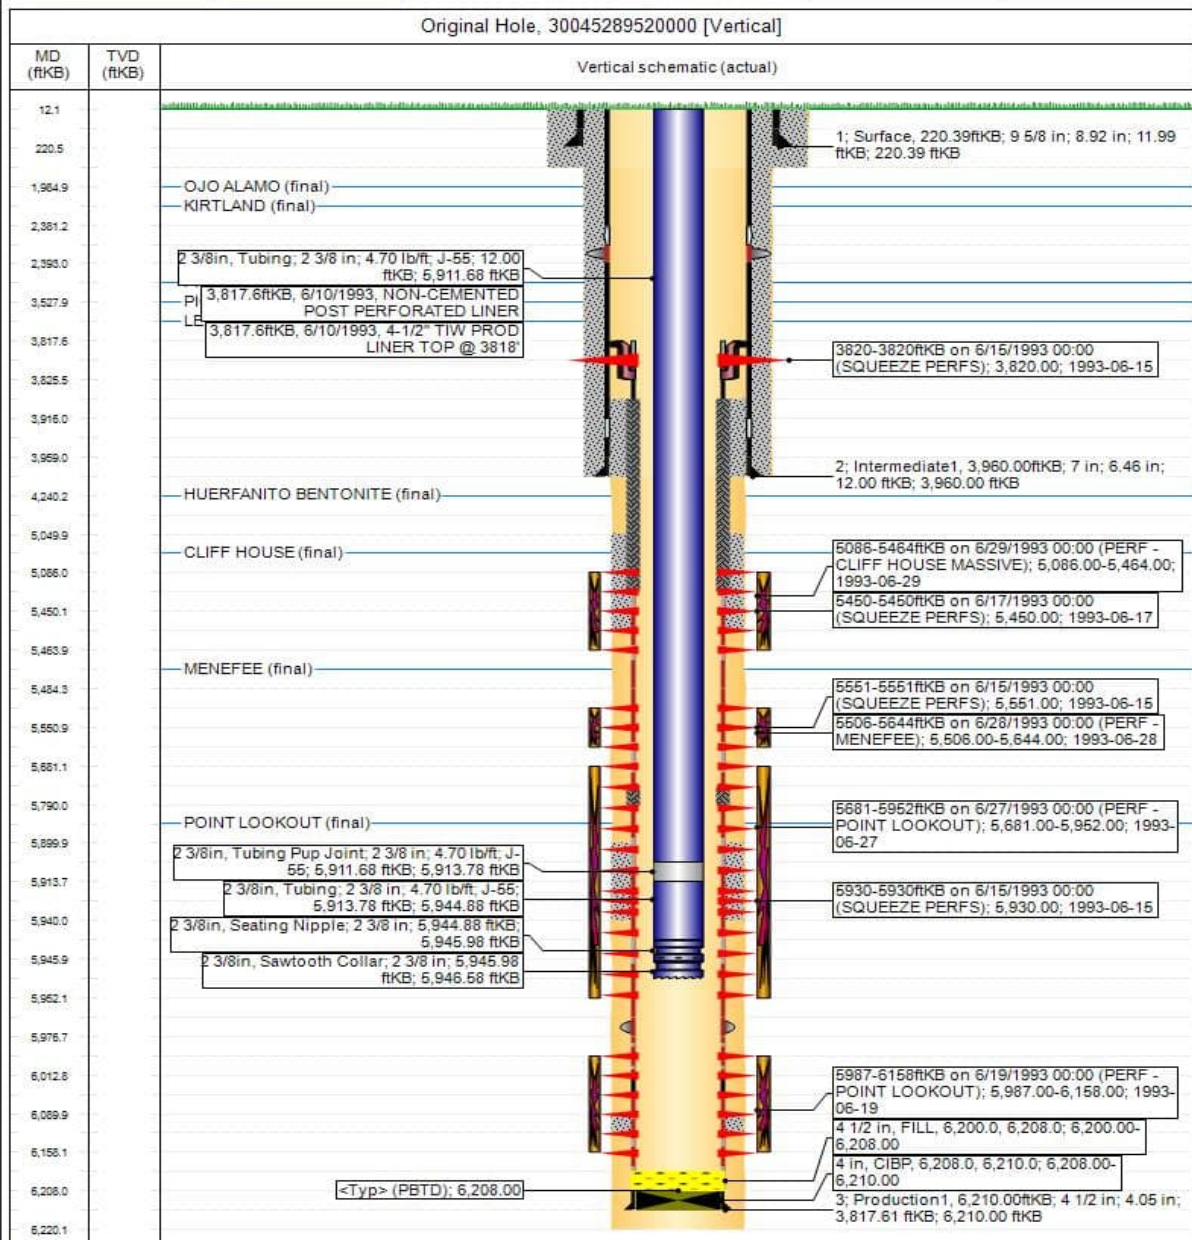 Original Hole, 30045289520000 [Vertical]
MD
(ftKB)
TVD
(ftKB)
Vertical schematic (actual)
12.1
220.5
1,984.9
2,381.2
2,393.0
3,527.9
3,817.6
3,825.5
3,916.0
3,959.0
4,240.2
5,049.9
5,086.0
5,450.1
5,463.9
5,484.3
5,550.9
5,681.1
5,790.0
5,899.9
5,913.7
5,940.0
5,945.9
5,952.1
5,976.7
6,012.8
6,089.9
6,158.1
6,208.0
6,220.1
OJO ALAMO (final)
KIRTLAND (final)
2 3/8in, Tubing; 2 3/8 in; 4.70 lb/ft; J-55; 12.00
ftKB; 5,911.68 ftKB
PI
3,817.6ftKB, 6/10/1993, NON-CEMENTED
POST PERFORATED LINER
LE
3,817.6ftKB, 6/10/1993, 4-1/2" TIW PROD
LINER TOP @ 3818'
HUERFANITO BENTONITE (final)
CLIFF HOUSE (final)
MENEFEE (final)
POINT LOOKOUT (final)
2 3/8in, Tubing Pup Joint; 2 3/8 in; 4.70 lb/ft; J-
55; 5,911.68 ftKB; 5,913.78 ftKB
2 3/8in, Tubing; 2 3/8 in; 4.70 lb/ft; J-55;
5,913.78 ftKB; 5,944.88 ftKB
2 3/8in, Seating Nipple; 2 3/8 in; 5,944.88 ftKB;
5,945.98 ftKB
2 3/8in, Sawtooth Collar; 2 3/8 in; 5,945.98
ftKB; 5,946.58 ftKB
<Typ> (PBTD); 6,208.00
1; Surface, 220.39ftKB; 9 5/8 in; 8.92 in; 11.99
ftKB; 220.39 ftKB
3820-3820ftKB on 6/15/1993 00:00
(SQUEEZE PERFS); 3,820.00; 1993-06-15
2; Intermediate1, 3,960.00ftKB; 7 in; 6.46 in;
12.00 ftKB; 3,960.00 ftKB
5086-5464ftKB on 6/29/1993 00:00 (PERF -
CLIFF HOUSE MASSIVE); 5,086.00-5,464.00;
1993-06-29
5450-5450ftKB on 6/17/1993 00:00
(SQUEEZE PERFS); 5,450.00; 1993-06-17
5551-5551ftKB on 6/15/1993 00:00
(SQUEEZE PERFS); 5,551.00; 1993-06-15
5506-5644ftKB on 6/28/1993 00:00 (PERF -
MENEFEE); 5,506.00-5,644.00; 1993-06-28
5681-5952ftKB on 6/27/1993 00:00 (PERF -
POINT LOOKOUT); 5,681.00-5,952.00; 1993-
06-27
5930-5930ftKB on 6/15/1993 00:00
(SQUEEZE PERFS); 5,930.00; 1993-06-15
5987-6158ftKB on 6/19/1993 00:00 (PERF -
POINT LOOKOUT); 5,987.00-6,158.00; 1993-
06-19
4 1/2 in, FILL, 6,200.0, 6,208.0; 6,200.00-
6,208.00
4 in, CIBP, 6,208.0, 6,210.0; 6,208.00-
6,210.00
3; Production1, 6,210.00ftKB; 4 1/2 in; 4.05 in;
3,817.61 ftKB; 6,210.00 ftKB